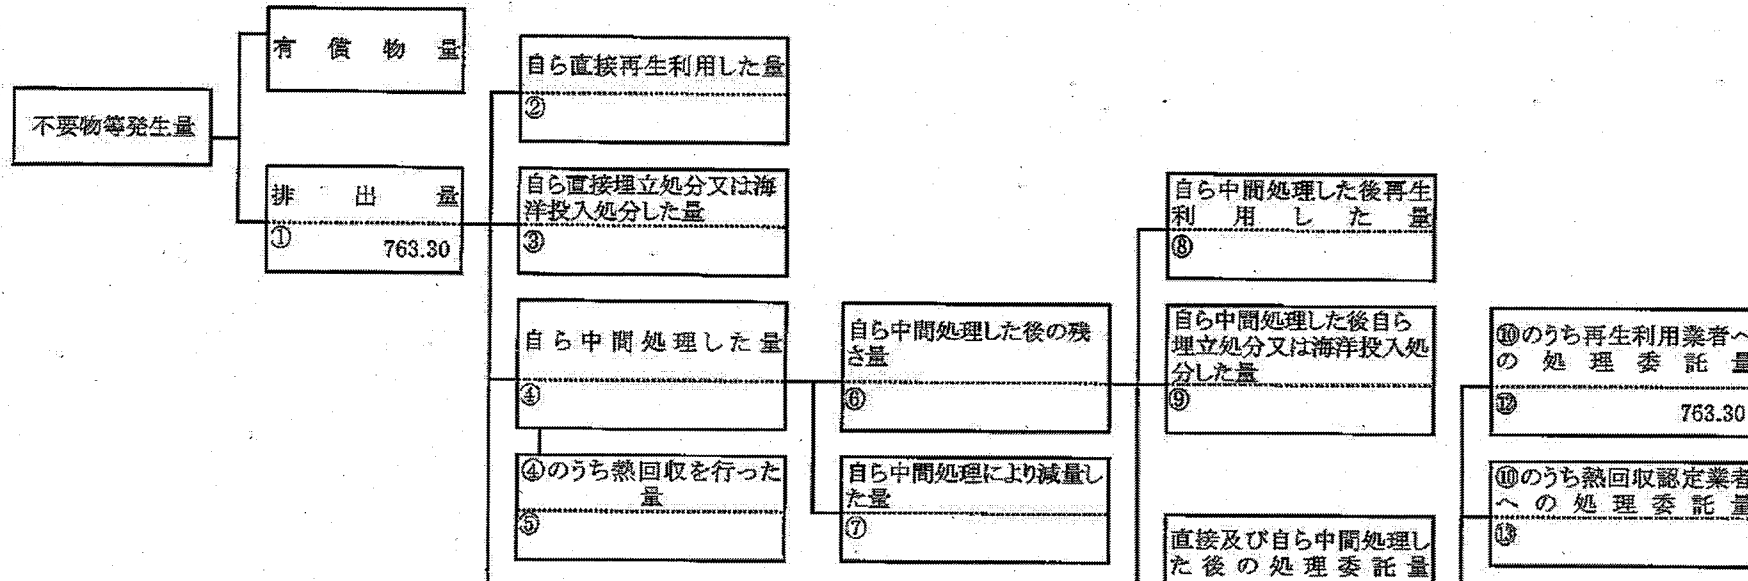 有償物量
不要物等発生量
排出量
①
763.30
自ら直接再生利用した量
②
自ら直接埋立処分又は海
洋投入処分した量
③
自ら中間処理した量
④
④のうち熱回収を行った
量
⑤
自ら中間処理した後の残
さ量
⑥
自ら中間処理により減量し
た量
⑦
自ら中間処理した後再生
利用した量
⑧
自ら中間処理した後自ら
埋立処分又は海洋投入処
分した量
⑨
直接及び自ら中間処理し
た後の処理委託量
⑩のうち再生利用業者へ
の処理委託量
⑫
763.30
⑩のうち熱回収認定業者
への処理委託量
⑬